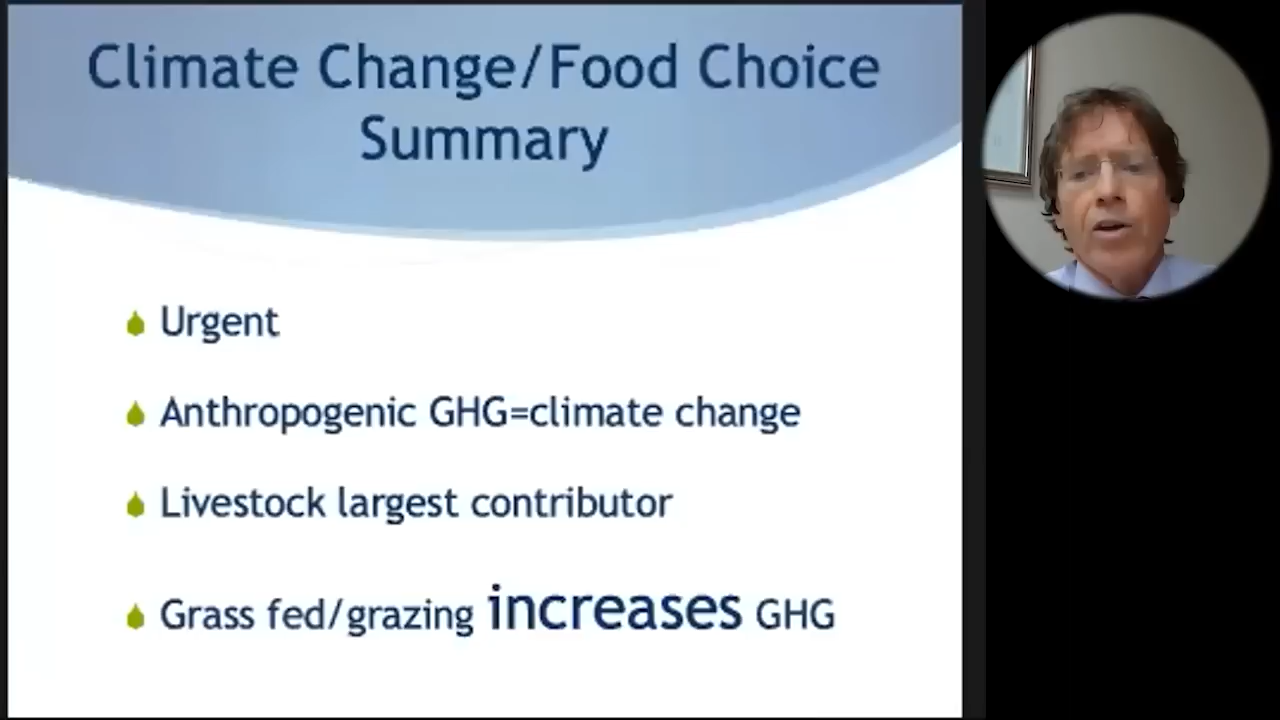 Climate Change/Food Choice
Summary
Urgent
Anthropogenic GHG=climate change
Livestock largest contributor
Grass fed/grazing increases GHG